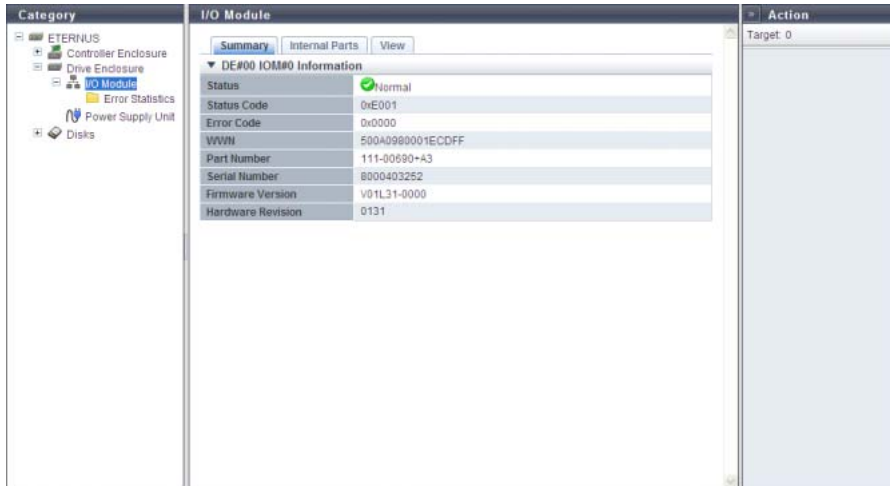 Category
ETERNUS
Controller Enclosure
Drive Enclosure
I/O Module
Error Statistics
Power Supply Unit
Disks
I/O Module
Summary
Internal Parts
View
DE#00 IOM#0 Information
Status Normal
Status Code 0xE001
Error Code 0x0000
WWN 500A0980001ECDFF
Part Number 111-00690+A3
Serial Number 8000403252
Firmware Version V01L31-0000
Hardware Revision 0131
» Action
Target: 0